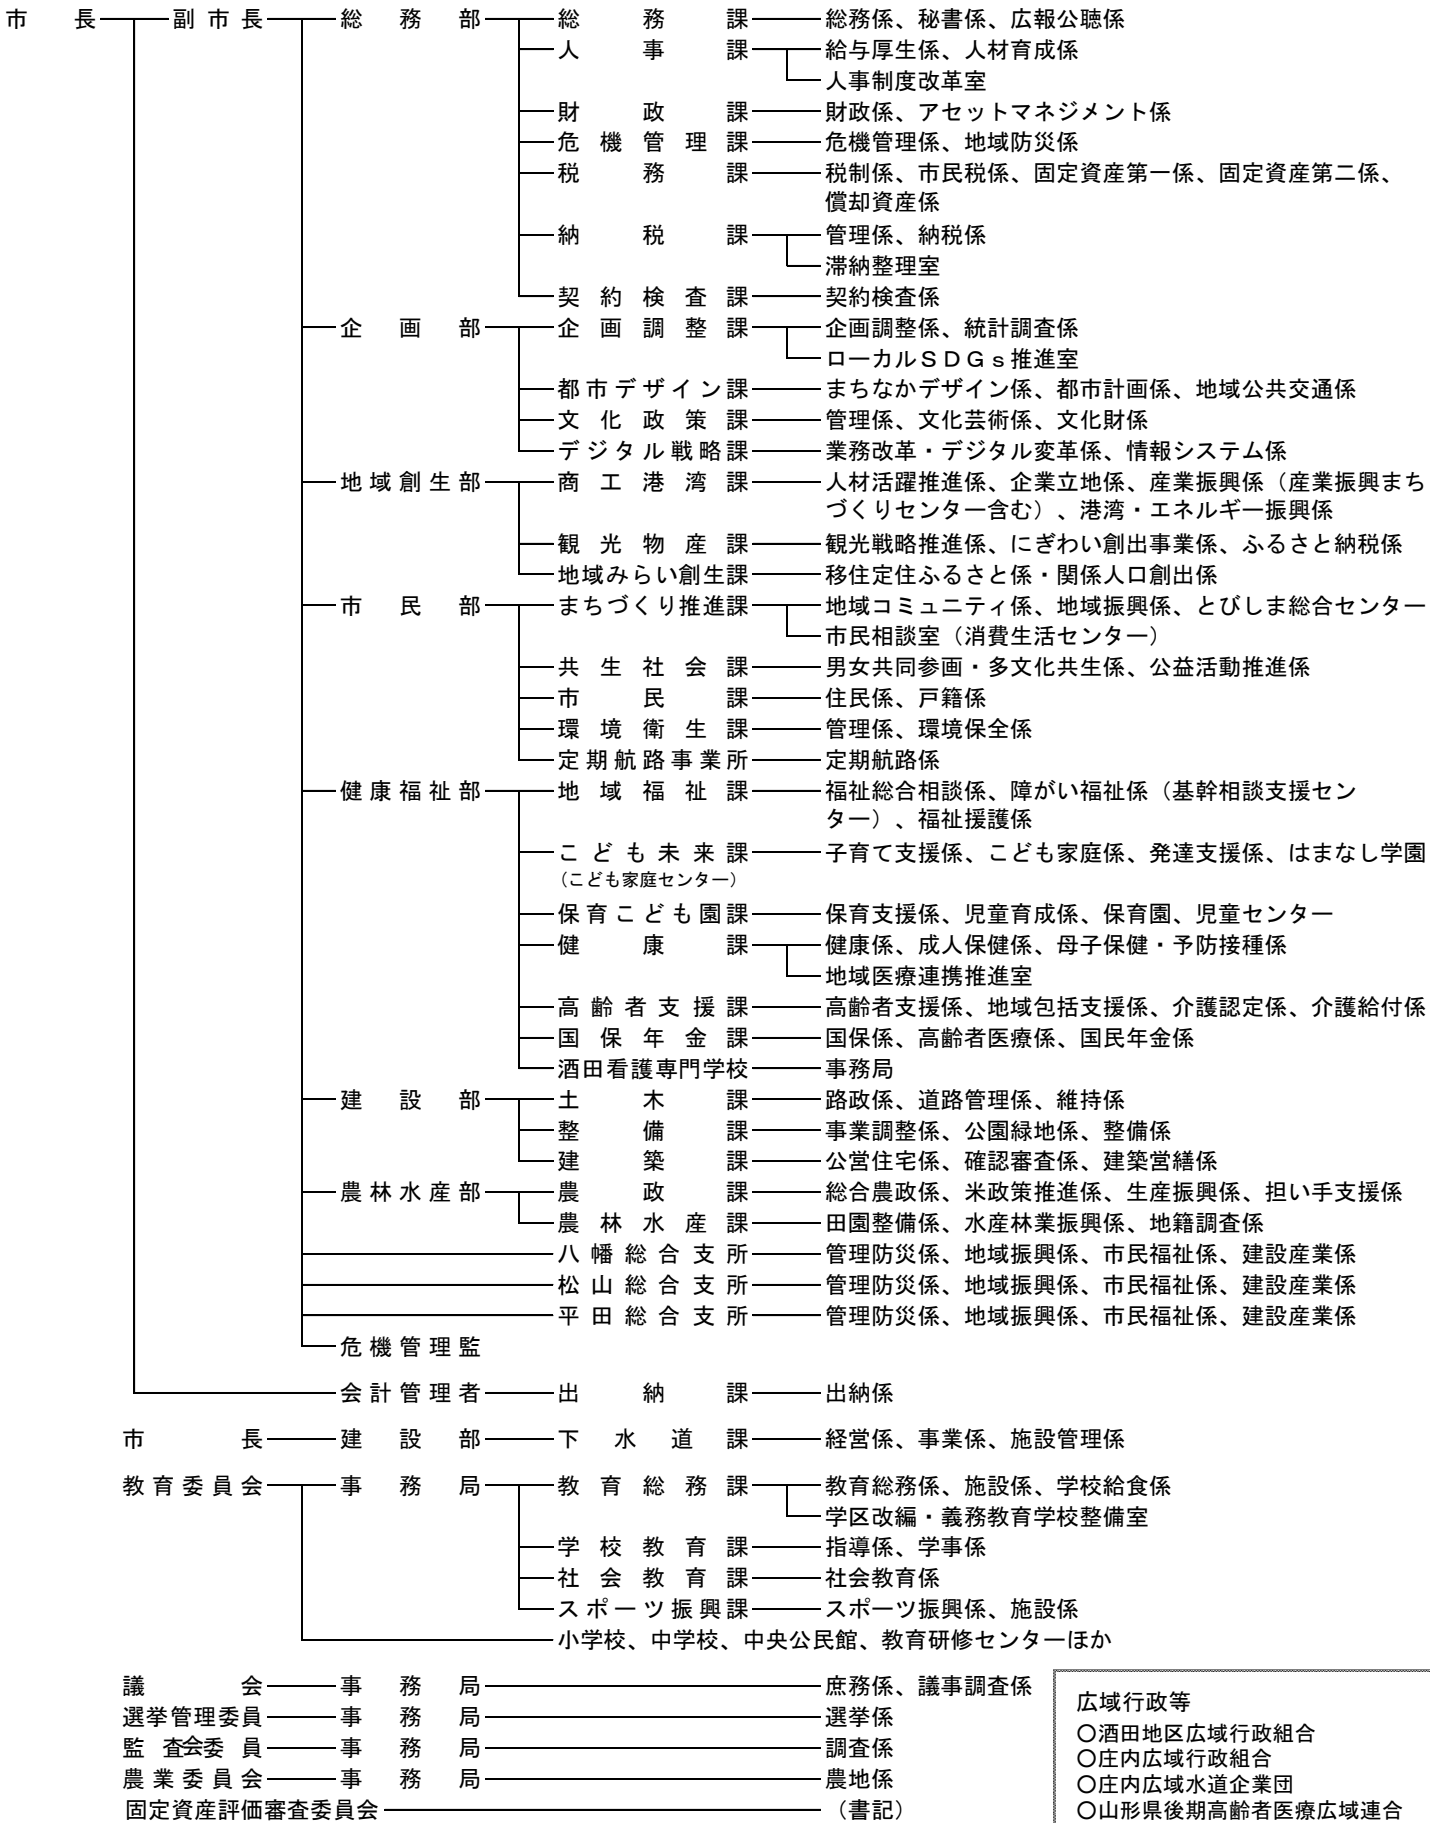 市長 副市長 総務部 総務課 総務係、秘書係、広報公聴係
人事課 給与厚生係、人材育成係
人事制度改革室
財政課 財政係、アセットマネジメント係
危機管理課 危機管理係、地域防災係
税務課 税制係、市民税係、固定資産第一係、固定資産第二係、
償却資産係
納税課 管理係、納税係
滞納整理室
契約検査課 契約検査係
企画部 企画調整課 企画調整係、統計調査係
ローカルSDGs推進室
都市デザイン課 まちなかデザイン係、都市計画係、地域公共交通係
文化政策課 管理係、文化芸術係、文化財係
デジタル戦略課 業務改革・デジタル変革係、情報システム係
地域創生部 商工港湾課 人材活躍推進係、企業立地係、産業振興係（産業振興まち
づくりセンター含む）、港湾・エネルギー振興係
観光物産課 観光戦略推進係、にぎわい創出事業係、ふるさと納税係
地域みらい創生課 移住定住ふるさと係・関係人口創出係
市民部 まちづくり推進課 地域コミュニティ係、地域振興係、とびしま総合センター
市民相談室（消費生活センター）
共生社会課 男女共同参画・多文化共生係、公益活動推進係
市民課 住民係、戸籍係
環境衛生課 管理係、環境保全係
定期航路事業所 定期航路係
健康福祉部 地域福祉課 福祉総合相談係、障がい福祉係（基幹相談支援セン
ター）、福祉援護係
こども未来課 子育て支援係、こども家庭係、発達支援係、はまなし学園
（こども家庭センター）
保育こども園課 保育支援係、児童育成係、保育園、児童センター
健康課 健康係、成人保健係、母子保健・予防接種係
地域医療連携推進室
高齢者支援課 高齢者支援係、地域包括支援係、介護認定係、介護給付係
国保年金課 国保係、高齢者医療係、国民年金係
酒田看護専門学校 事務局
建設部 土木課 路政係、道路管理係、維持係
整備課 事業調整係、公園緑地係、整備係
建築課 公営住宅係、確認審査係、建築営繕係
農林水産部 農政課 総合農政係、米政策推進係、生産振興係、担い手支援係
農林水産課 田園整備係、水産林業振興係、地籍調査係
八幡総合支所 管理防災係、地域振興係、市民福祉係、建設産業係
松山総合支所 管理防災係、地域振興係、市民福祉係、建設産業係
平田総合支所 管理防災係、地域振興係、市民福祉係、建設産業係
危機管理監
会計管理者 出納課 出納係
市長 建設部 下水道課 経営係、事業係、施設管理係
教育委員会 事務局 教育総務課 教育総務係、施設係、学校給食係
学区改編・義務教育学校整備室
学校教育課 指導係、学事係
社会教育課 社会教育係
スポーツ振興課 スポーツ振興係、施設係
小学校、中学校、中央公民館、教育研修センターほか
議会 事務局 庶務係、議事調査係
選挙管理委員 事務局 選挙係
会
監査委員 事務局 調査係
農業委員会 事務局 農地係
固定資産評価審査委員会 （書記）
広域行政等
〇酒田地区広域行政組合
〇庄内広域行政組合
〇庄内広域水道企業団
〇山形県後期高齢者医療広域連合